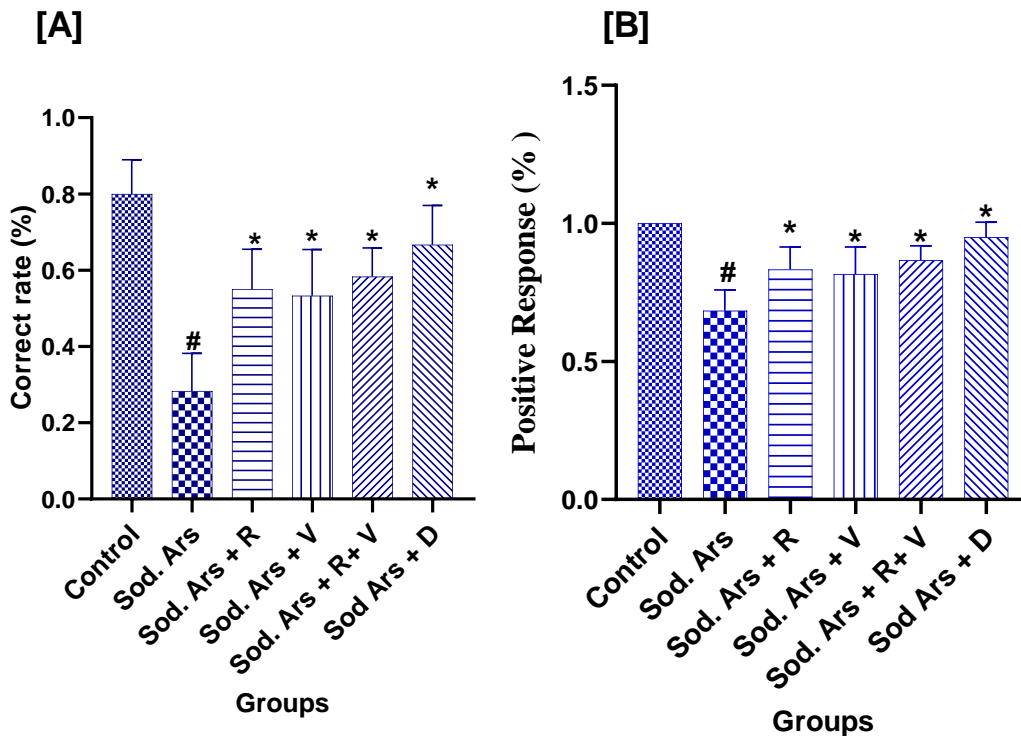 [A]
Correct rate (%)
1.0
0.8
0.6
0.4
0.2
0.0
#
*
*
*
*
Control
Sod. Ars
Sod. Ars + R
Sod. Ars + V
Sod. Ars + R+ V
Sod Ars + D
Groups
[B]
Positive Response (% )
1.5
1.0
0.5
0.0
#
*
*
*
*
Control
Sod. Ars
Sod. Ars + R
Sod. Ars + V
Sod. Ars + R+ V
Sod Ars + D
Groups